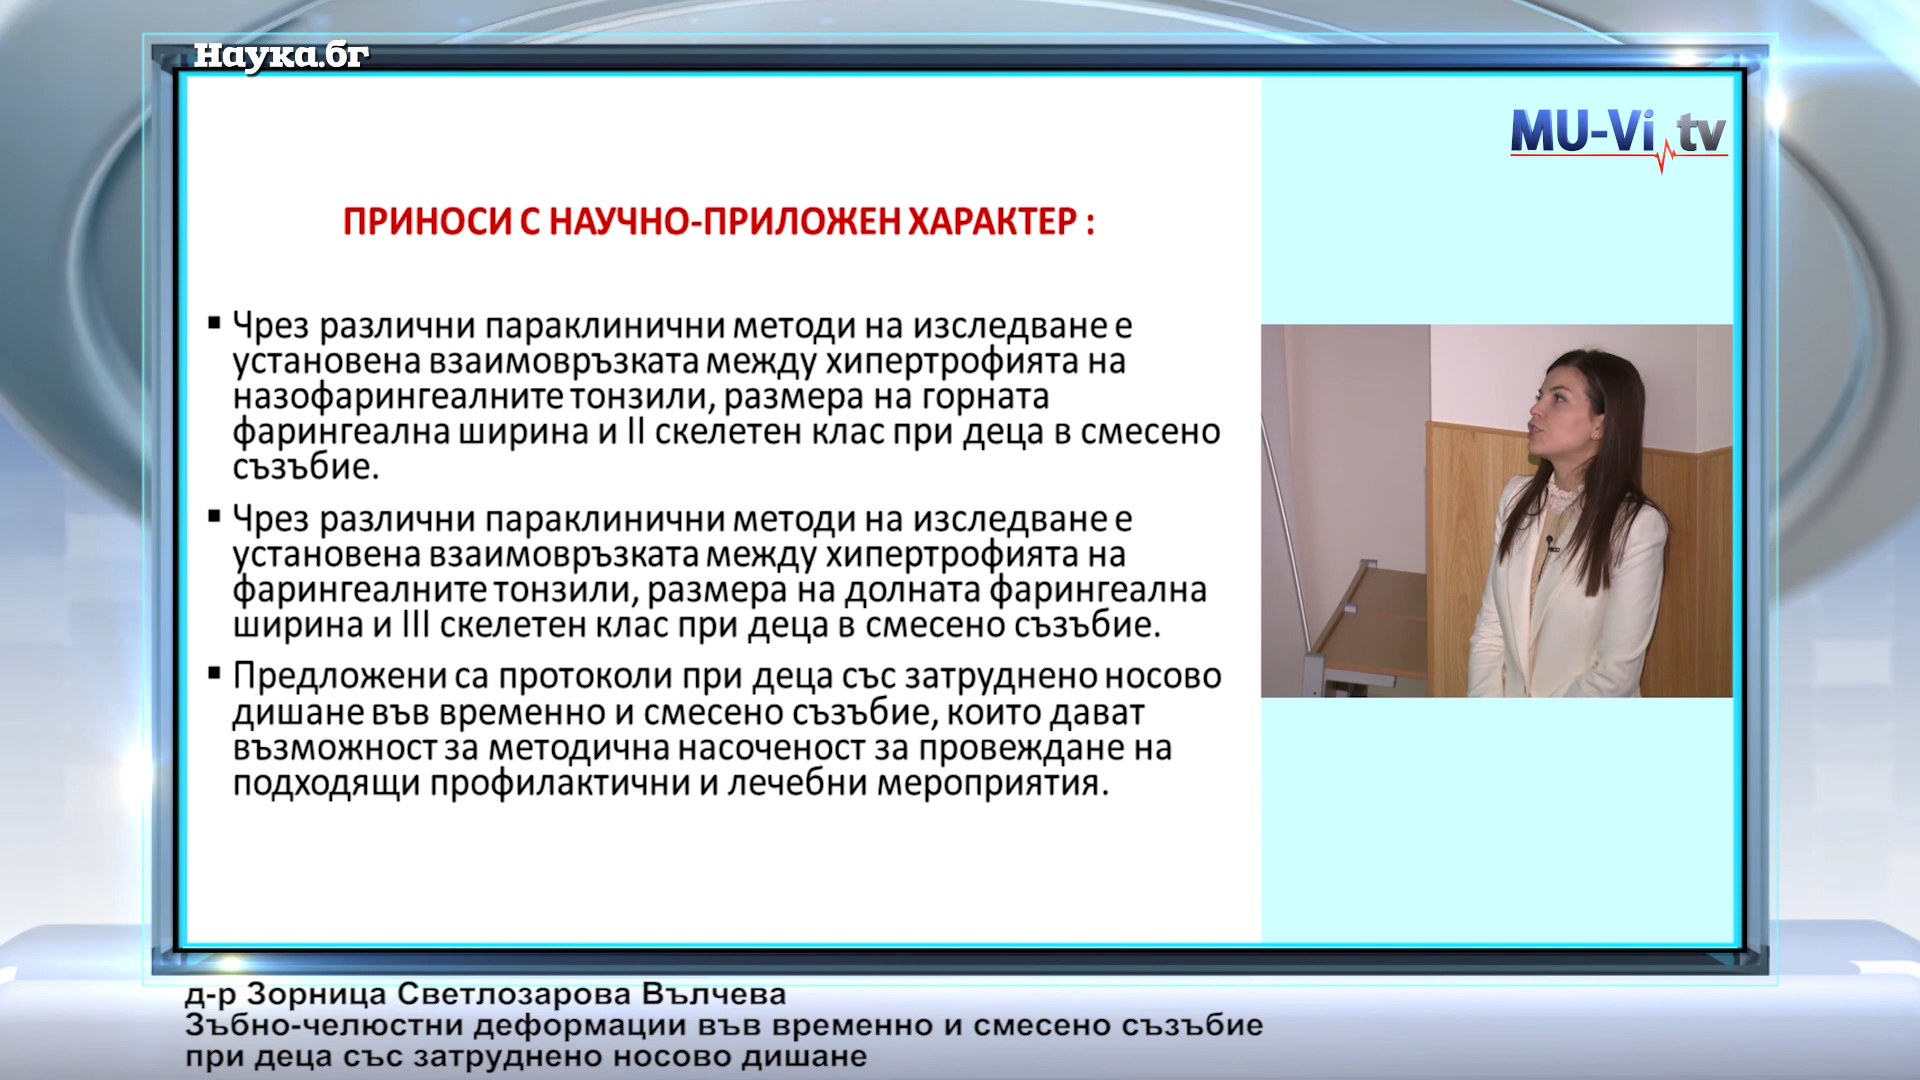 Наука.бг
MU-Vi tv
ПРИНОСИ С НАУЧНО-ПРИЛОЖЕН ХАРАКТЕР :
▪ Чрез различни параклинични методи на изследване е
установена взаимовръзката между хипертрофията на
назофарингеалните тонзили, размера на горната
фарингеална ширина и II скелетен клас при деца в смесено
съзъбие.
▪ Чрез различни параклинични методи на изследване е
установена взаимовръзката между хипертрофията на
фарингеалните тонзили, размера на долната фарингеална
ширина и III скелетен клас при деца в смесено съзъбие.
▪ Предложени са протоколи при деца със затруднено носово
дишане във временно и смесено съзъбие, които дават
възможност за методична насоченост за провеждане на
подходящи профилактични и лечебни мероприятия.
д-р Зорница Светлозарова Вълчева
Зъбно-челюстни деформации във временно и смесено съзъбие
при деца със затруднено носово дишане